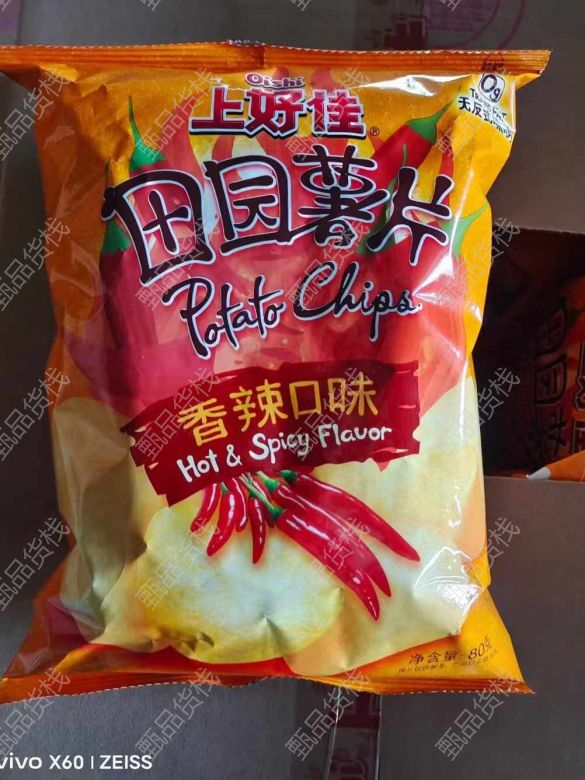 Oishi
上好佳®
0g
田园薯片
Potato Chips
香辣口味
Hot & Spicy Flavor
净含量 80克
vivo X60 | ZEISS
甄品货栈